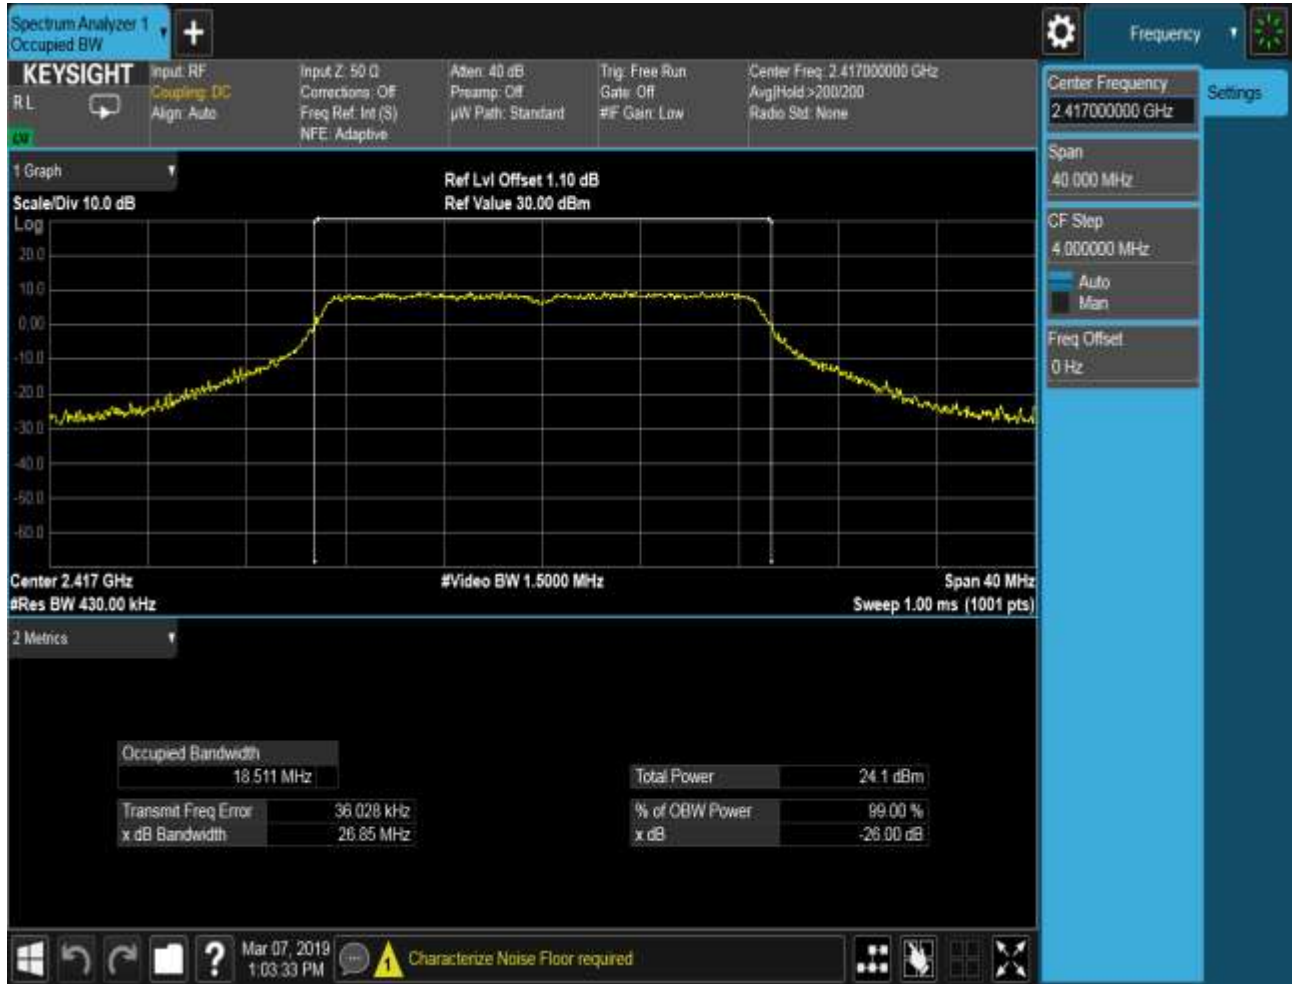 Spectrum Analyzer 1
Occupied BW
Frequency
KEYSIGHT
R L
Input: RF
Coupling: DC
Align: Auto
Input Z: 50 Ω
Corrections: Off
Freq Ref: Int (S)
NFE: Adaptive
Atten: 40 dB
Preamp: Off
µW Path: Standard
Trig: Free Run
Gate: Off
#IF Gain: Low
Center Freq: 2.417000000 GHz
Avg|Hold:>200/200
Radio Std: None
Center Frequency
2.417000000 GHz
Settings
Span
40.000 MHz
CF Step
4.000000 MHz
Auto
Man
Freq Offset
0 Hz
1 Graph
Scale/Div 10.0 dB
Ref Lvl Offset 1.10 dB
Ref Value 30.00 dBm
Log
20.0
10.0
0.00
-10.0
-20.0
-30.0
-40.0
-50.0
-60.0
Center 2.417 GHz
#Video BW 1.5000 MHz
Span 40 MHz
#Res BW 430.00 kHz
Sweep 1.00 ms (1001 pts)
2 Metrics
Occupied Bandwidth
18.511 MHz
Total Power 24.1 dBm
Transmit Freq Error 36.028 kHz
% of OBW Power 99.00 %
x dB Bandwidth 26.85 MHz
x dB -26.00 dB
?
Mar 07, 2019
1:03:33 PM
1
Characterize Noise Floor required